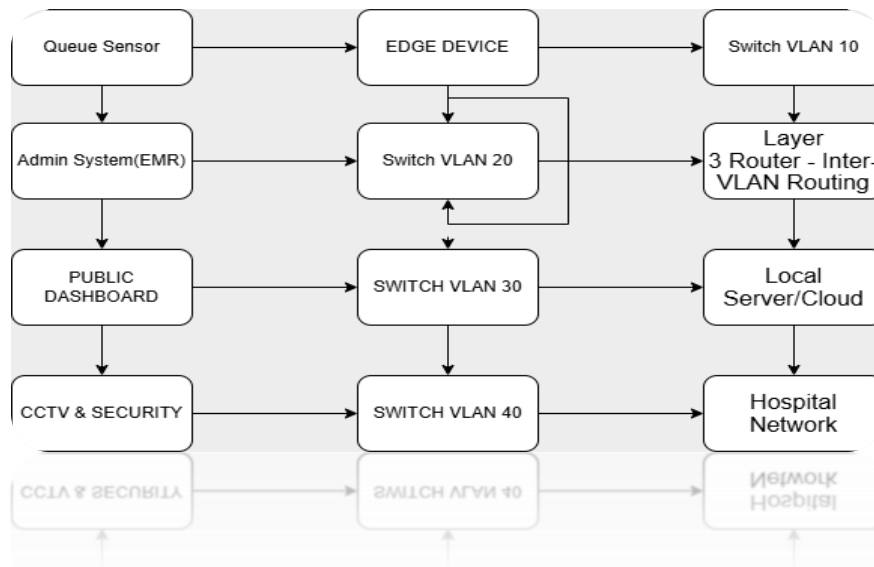 Queue Sensor
EDGE DEVICE
Switch VLAN 10
Admin System(EMR)
Switch VLAN 20
Layer
3 Router - Inter-
VLAN Routing
PUBLIC
DASHBOARD
SWITCH VLAN 30
Local
Server/Cloud
CCTV & SECURITY
SWITCH VLAN 40
Hospital
Network